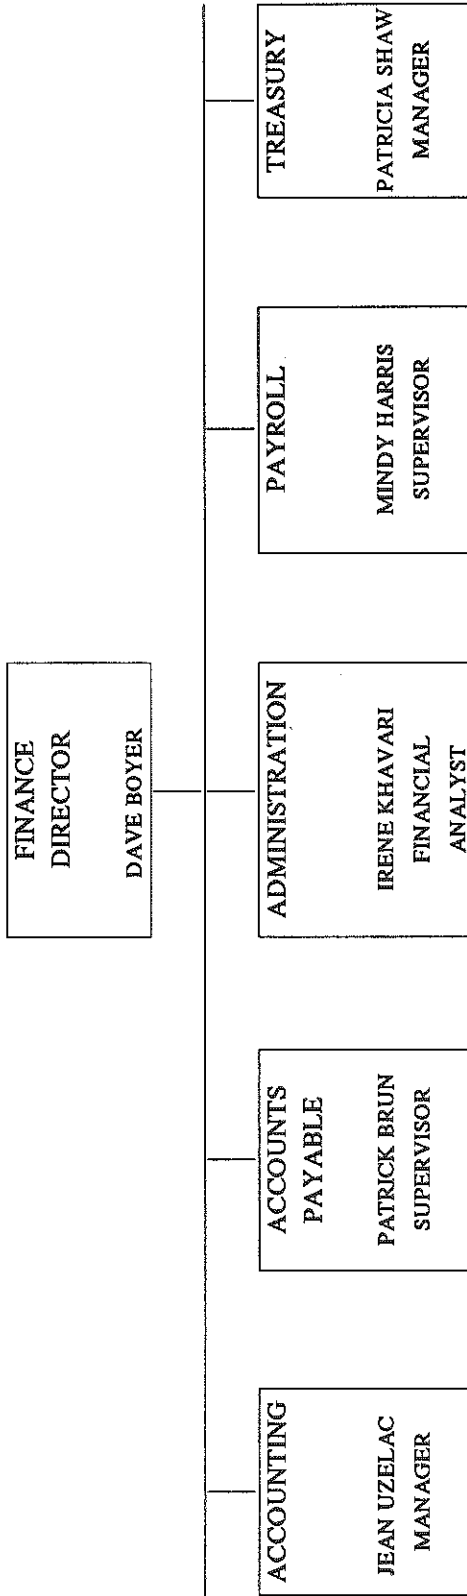 FINANCE
DIRECTOR
DAVE BOYER
ACCOUNTING
JEAN UZELAC
MANAGER
ACCOUNTS
PAYABLE
PATRICK BRUN
SUPERVISOR
ADMINISTRATION
IRENE KHAVARI
FINANCIAL
ANALYST
PAYROLL
MINDY HARRIS
SUPERVISOR
TREASURY
PATRICIA SHAW
MANAGER